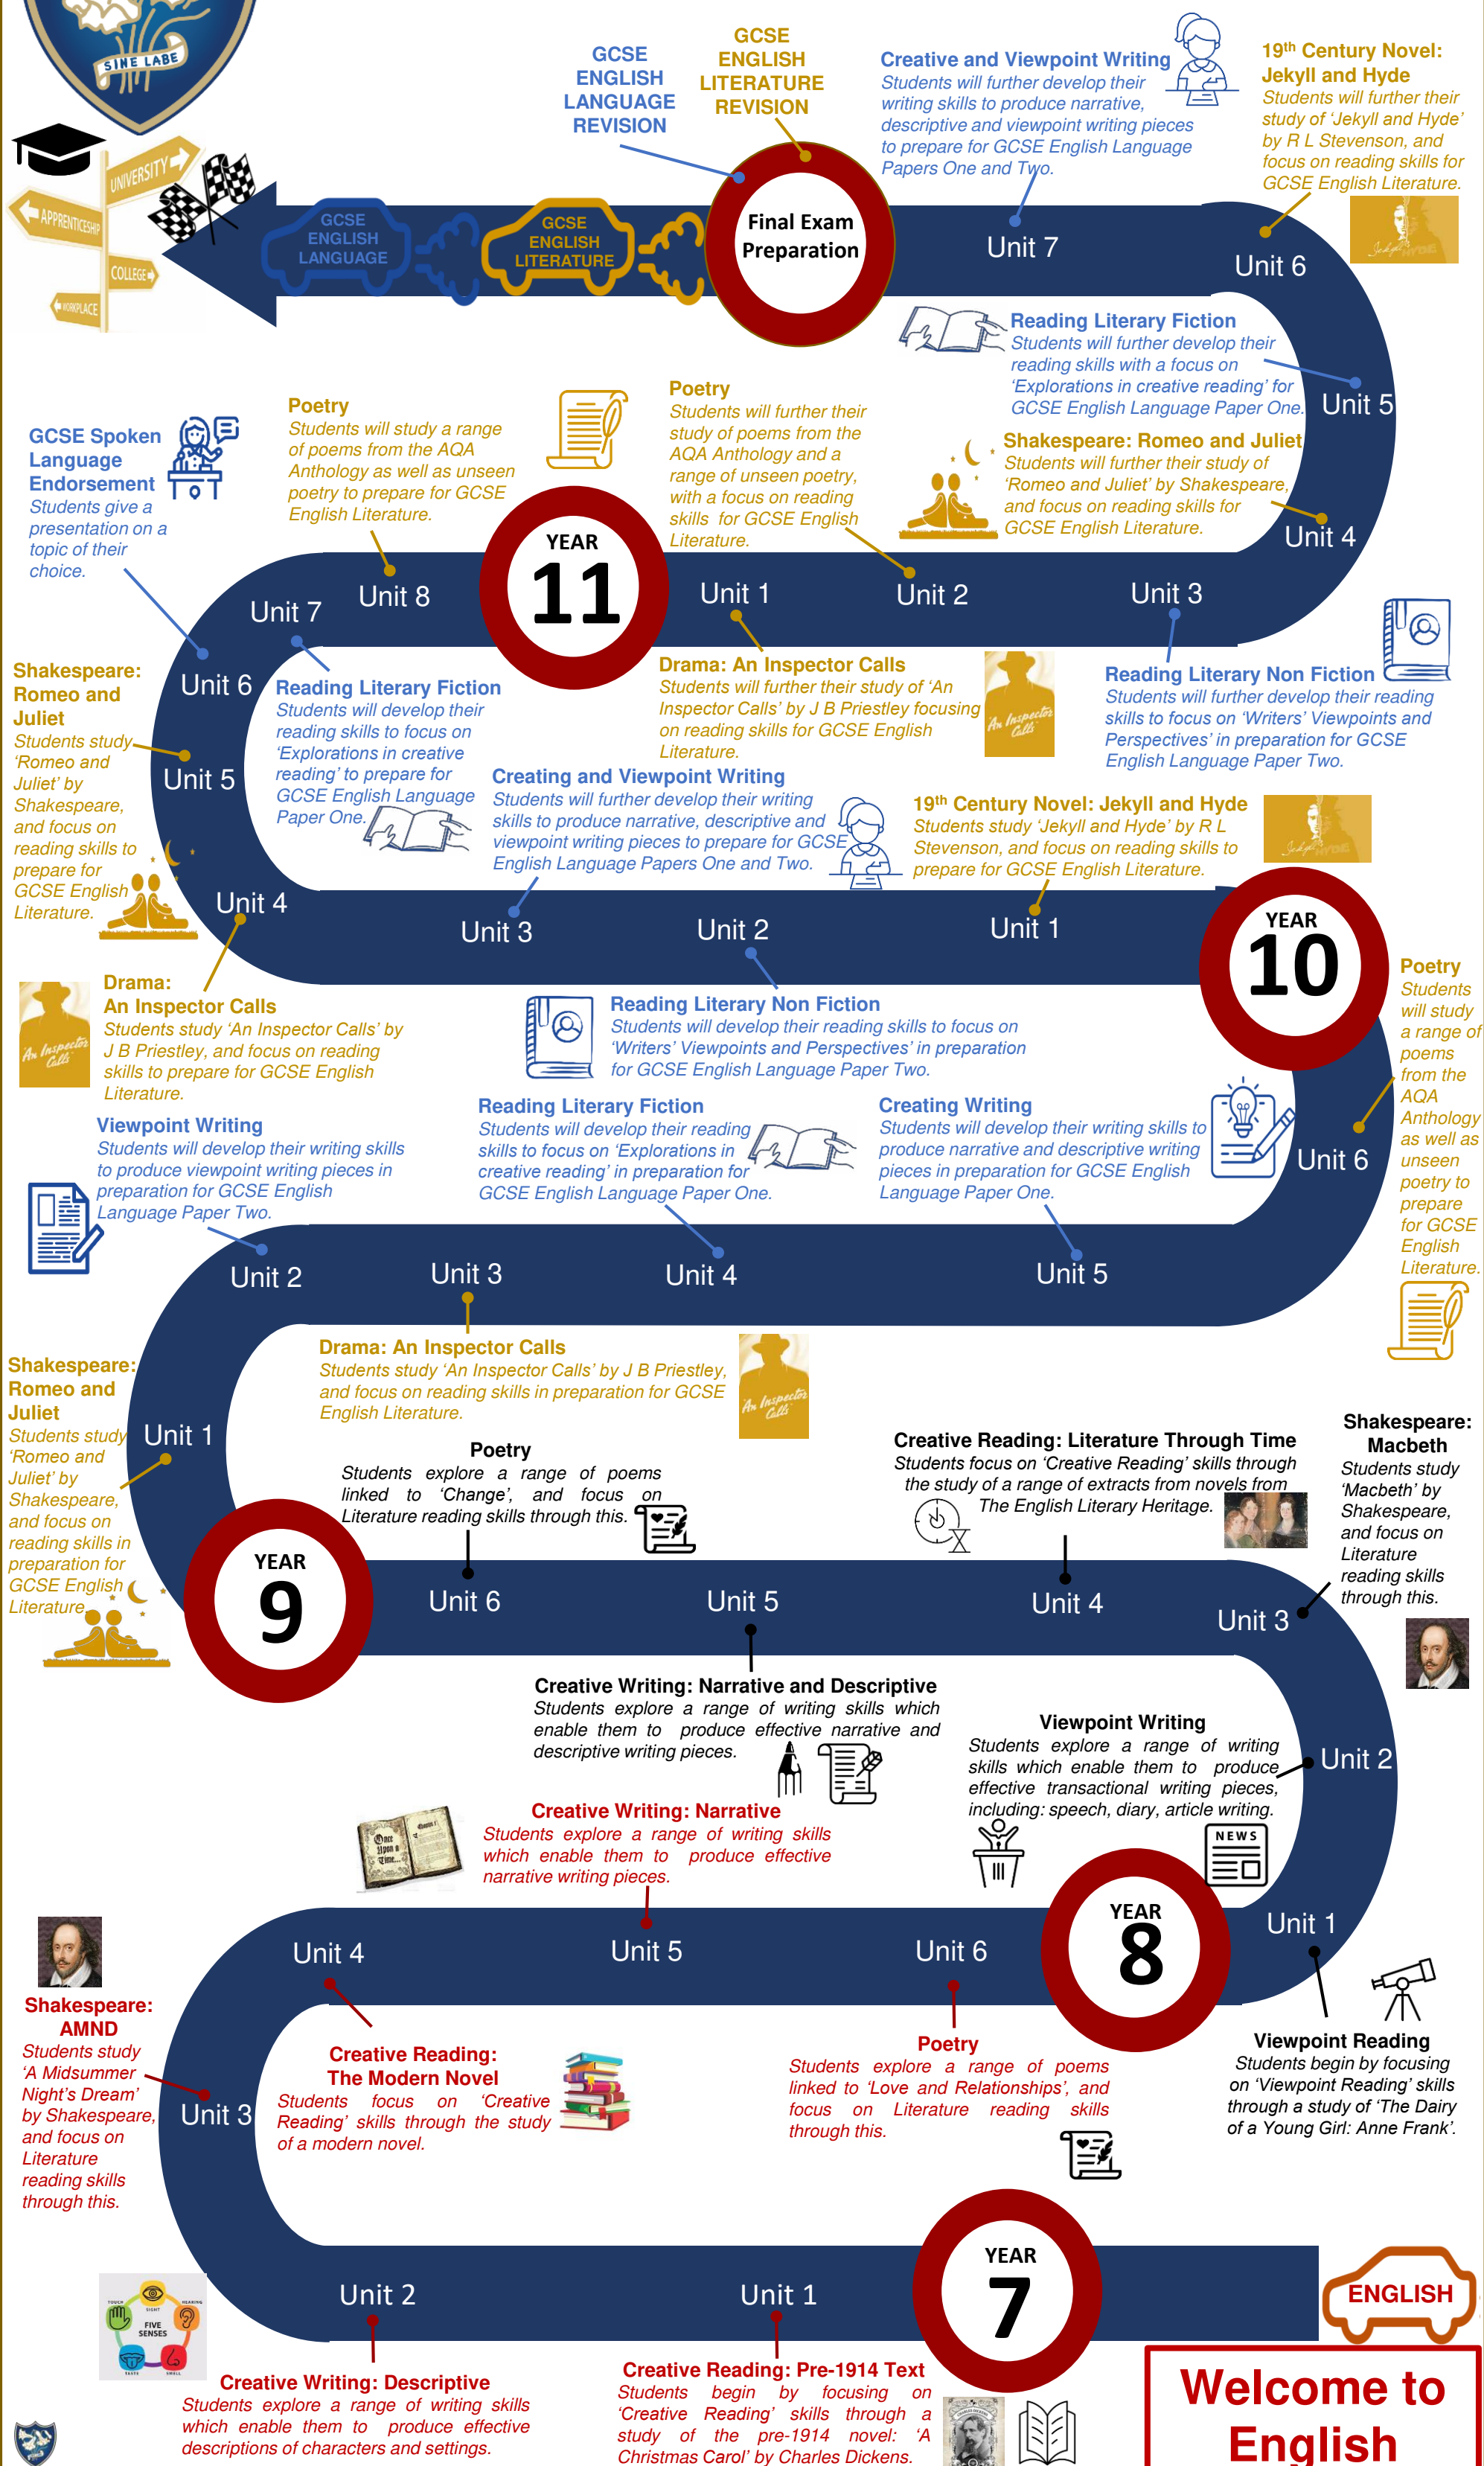 SINE LABE
UNIVERSITY
APPRENTICESHIP
COLLEGE
WORKPLACE
GCSE
ENGLISH
LANGUAGE
REVISION
GCSE
ENGLISH
LITERATURE
REVISION
Creative and Viewpoint Writing
Students will further develop their
writing skills to produce narrative,
descriptive and viewpoint writing pieces
to prepare for GCSE English Language
Papers One and Two.
19th Century Novel:
Jekyll and Hyde
Students will further their
study of ‘Jekyll and Hyde’
by R L Stevenson, and
focus on reading skills for
GCSE English Literature.
Jekyll HYDE
GCSE
ENGLISH
LANGUAGE
GCSE
ENGLISH
LITERATURE
Final Exam
Preparation
Unit 7
Unit 6
Reading Literary Fiction
Students will further develop their
reading skills with a focus on
‘Explorations in creative reading’ for
GCSE English Language Paper One.
Unit 5
Shakespeare: Romeo and Juliet
Students will further their study of
‘Romeo and Juliet’ by Shakespeare,
and focus on reading skills for
GCSE English Literature.
Unit 4
GCSE Spoken
Language
Endorsement
Students give a
presentation on a
topic of their
choice.
Poetry
Students will study a range
of poems from the AQA
Anthology as well as unseen
poetry to prepare for GCSE
English Literature.
Poetry
Students will further their
study of poems from the
AQA Anthology and a
range of unseen poetry,
with a focus on reading
skills for GCSE English
Literature.
Unit 7
Unit 8
YEAR
11
Unit 1
Unit 2
Unit 3
Unit 6
Shakespeare:
Romeo and
Juliet
Students study
‘Romeo and
Juliet’ by
Shakespeare,
and focus on
reading skills to
prepare for
GCSE English
Literature.
Unit 5
Reading Literary Fiction
Students will develop their
reading skills to focus on
‘Explorations in creative
reading’ to prepare for
GCSE English Language
Paper One.
Drama: An Inspector Calls
Students will further their study of ‘An
Inspector Calls’ by J B Priestley focusing
on reading skills for GCSE English
Literature.
An Inspector
Calls
Reading Literary Non Fiction
Students will further develop their reading
skills to focus on ‘Writers’ Viewpoints and
Perspectives’ in preparation for GCSE
English Language Paper Two.
Creating and Viewpoint Writing
Students will further develop their writing
skills to produce narrative, descriptive and
viewpoint writing pieces to prepare for GCSE
English Language Papers One and Two.
19th Century Novel: Jekyll and Hyde
Students study ‘Jekyll and Hyde’ by R L
Stevenson, and focus on reading skills to
prepare for GCSE English Literature.
Jekyll HYDE
Unit 4
Unit 3
Unit 2
Unit 1
YEAR
10
Drama:
An Inspector Calls
Students study ‘An Inspector Calls’ by
J B Priestley, and focus on reading
skills to prepare for GCSE English
Literature.
An Inspector
Calls
Reading Literary Non Fiction
Students will develop their reading skills to focus on
‘Writers’ Viewpoints and Perspectives’ in preparation
for GCSE English Language Paper Two.
Poetry
Students
will study
a range of
poems
from the
AQA
Anthology
as well as
unseen
poetry to
prepare
for GCSE
English
Literature.
Unit 6
Viewpoint Writing
Students will develop their writing skills
to produce viewpoint writing pieces in
preparation for GCSE English
Language Paper Two.
Reading Literary Fiction
Students will develop their reading
skills to focus on ‘Explorations in
creative reading’ in preparation for
GCSE English Language Paper One.
Creating Writing
Students will develop their writing skills to
produce narrative and descriptive writing
pieces in preparation for GCSE English
Language Paper One.
Unit 2
Unit 3
Unit 4
Unit 5
Drama: An Inspector Calls
Students study ‘An Inspector Calls’ by J B Priestley,
and focus on reading skills in preparation for GCSE
English Literature.
An Inspector
Calls
Shakespeare:
Romeo and
Juliet
Students study
‘Romeo and
Juliet’ by
Shakespeare,
and focus on
reading skills in
preparation for
GCSE English
Literature.
Unit 1
Poetry
Students explore a range of poems
linked to ‘Change’, and focus on
Literature reading skills through this.
Creative Reading: Literature Through Time
Students focus on ‘Creative Reading’ skills through
the study of a range of extracts from novels from
The English Literary Heritage.
Shakespeare:
Macbeth
Students study
‘Macbeth’ by
Shakespeare,
and focus on
Literature
reading skills
through this.
YEAR
9
Unit 6
Unit 5
Unit 4
Unit 3
Creative Writing: Narrative and Descriptive
Students explore a range of writing skills which
enable them to produce effective narrative and
descriptive writing pieces.
Viewpoint Writing
Students explore a range of writing
skills which enable them to produce
effective transactional writing pieces,
including: speech, diary, article writing.
NEWS
Unit 2
Once
Upon a
Time...
Creative Writing: Narrative
Students explore a range of writing skills
which enable them to produce effective
narrative writing pieces.
Unit 4
Unit 5
Unit 6
YEAR
8
Unit 1
Shakespeare:
AMND
Students study
‘A Midsummer
Night’s Dream’
by Shakespeare,
and focus on
Literature
reading skills
through this.
Unit 3
Creative Reading:
The Modern Novel
Students focus on ‘Creative
Reading’ skills through the study
of a modern novel.
Poetry
Students explore a range of poems
linked to ‘Love and Relationships’, and
focus on Literature reading skills
through this.
Viewpoint Reading
Students begin by focusing
on ‘Viewpoint Reading’ skills
through a study of ‘The Dairy
of a Young Girl: Anne Frank’.
Unit 2
Unit 1
YEAR
7
ENGLISH
TOUCH
SIGHT
HEARING
FIVE
SENSES
TASTE
SMELL
Creative Writing: Descriptive
Students explore a range of writing skills
which enable them to produce effective
descriptions of characters and settings.
Creative Reading: Pre-1914 Text
Students begin by focusing on
‘Creative Reading’ skills through a
study of the pre-1914 novel: ‘A
Christmas Carol’ by Charles Dickens.
Welcome to
English